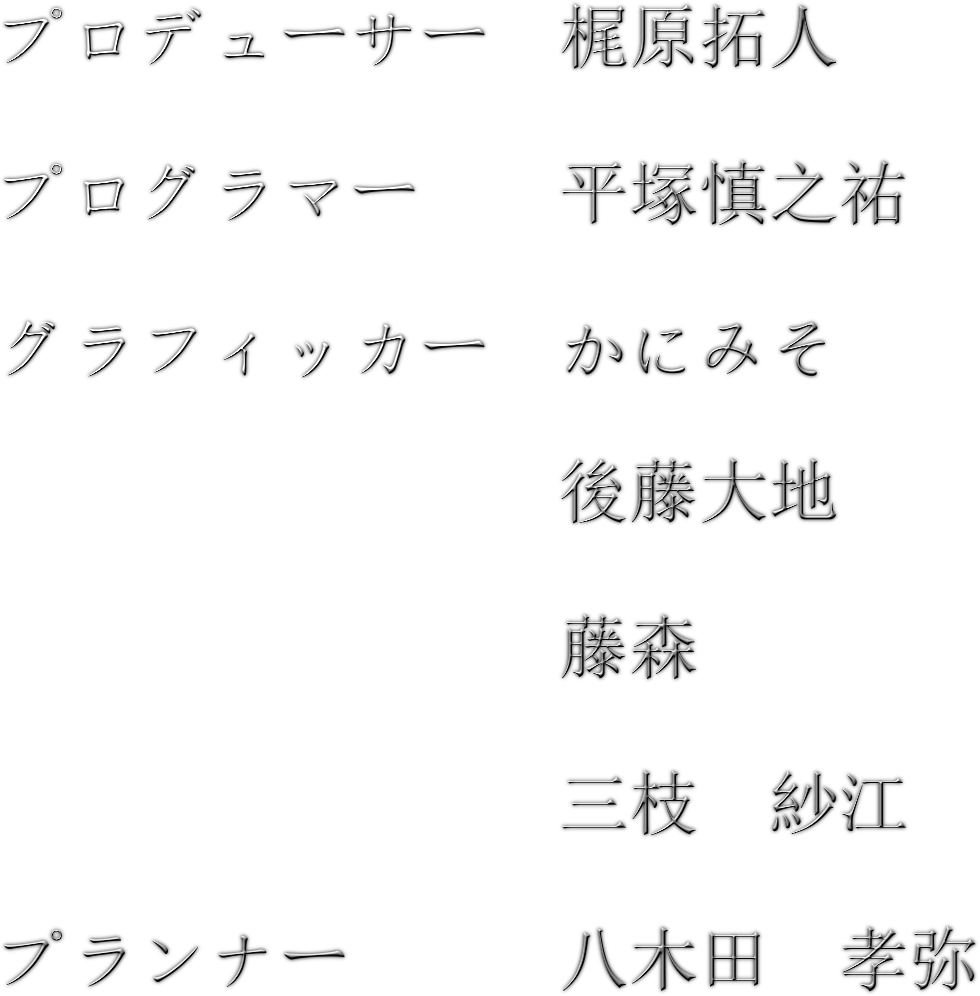 プロデューサー　梶原拓人
プログラマー　平塚慎之祐
グラフィッカー　かにみそ
後藤大地
藤森
三枝　紗江
プランナー　八木田　孝弥